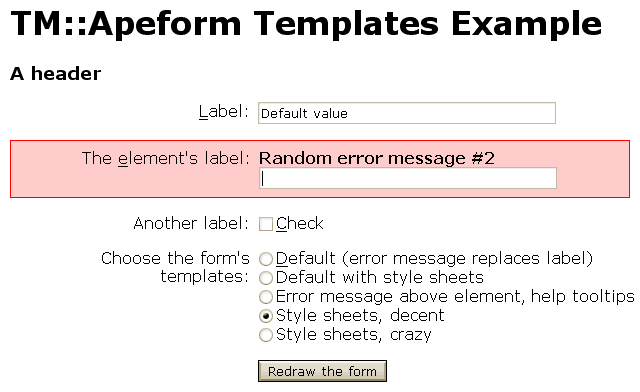 TM::Apeform Templates Example
A header
Label: Default value
The element's label: Random error message #2
Another label: Check
Choose the form's templates:
Default (error message replaces label)
Default with style sheets
Error message above element, help tooltips
Style sheets, decent
Style sheets, crazy
Redraw the form